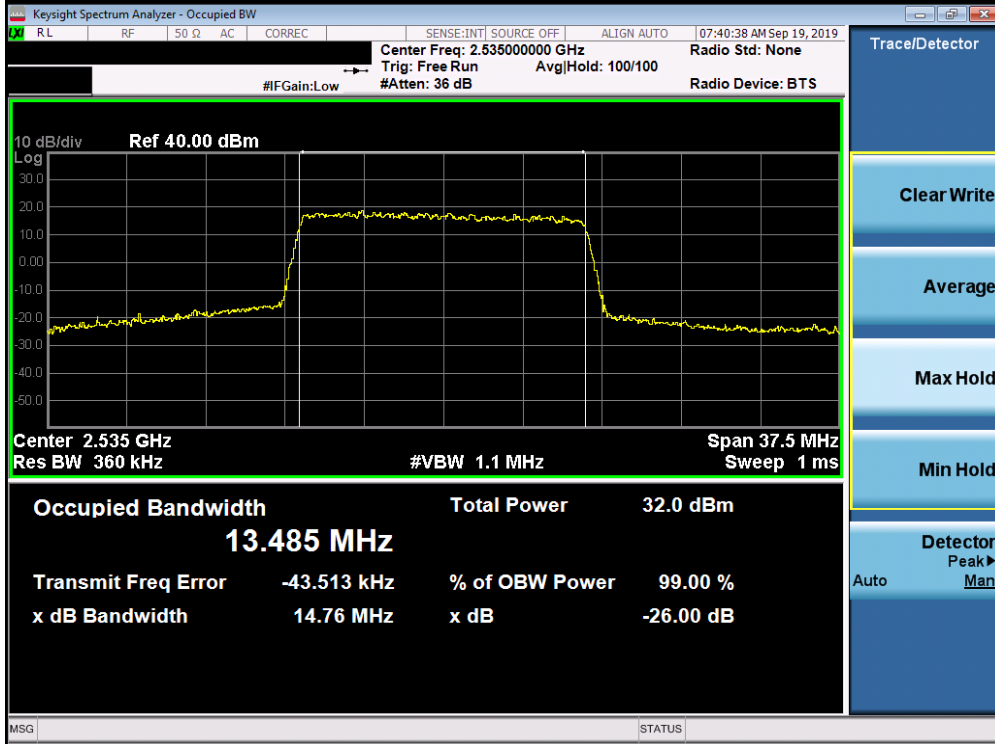 Keysight Spectrum Analyzer - Occupied BW
LXI RL RF 50 Ω AC CORREC SENSE:INT SOURCE OFF ALIGN AUTO 07:40:38 AM Sep 19, 2019
Center Freq: 2.535000000 GHz Radio Std: None
Trig: Free Run Avg|Hold: 100/100
#IFGain:Low #Atten: 36 dB Radio Device: BTS
10 dB/div Ref 40.00 dBm
Log
30.0
20.0
10.0
0.00
-10.0
-20.0
-30.0
-40.0
-50.0
Center 2.535 GHz Span 37.5 MHz
Res BW 360 kHz #VBW 1.1 MHz Sweep 1 ms
Occupied Bandwidth Total Power 32.0 dBm
13.485 MHz
Transmit Freq Error -43.513 kHz % of OBW Power 99.00 %
x dB Bandwidth 14.76 MHz x dB -26.00 dB
MSG STATUS
Trace/Detector
Clear Write
Average
Max Hold
Min Hold
Detector
Peak▶
Auto Man